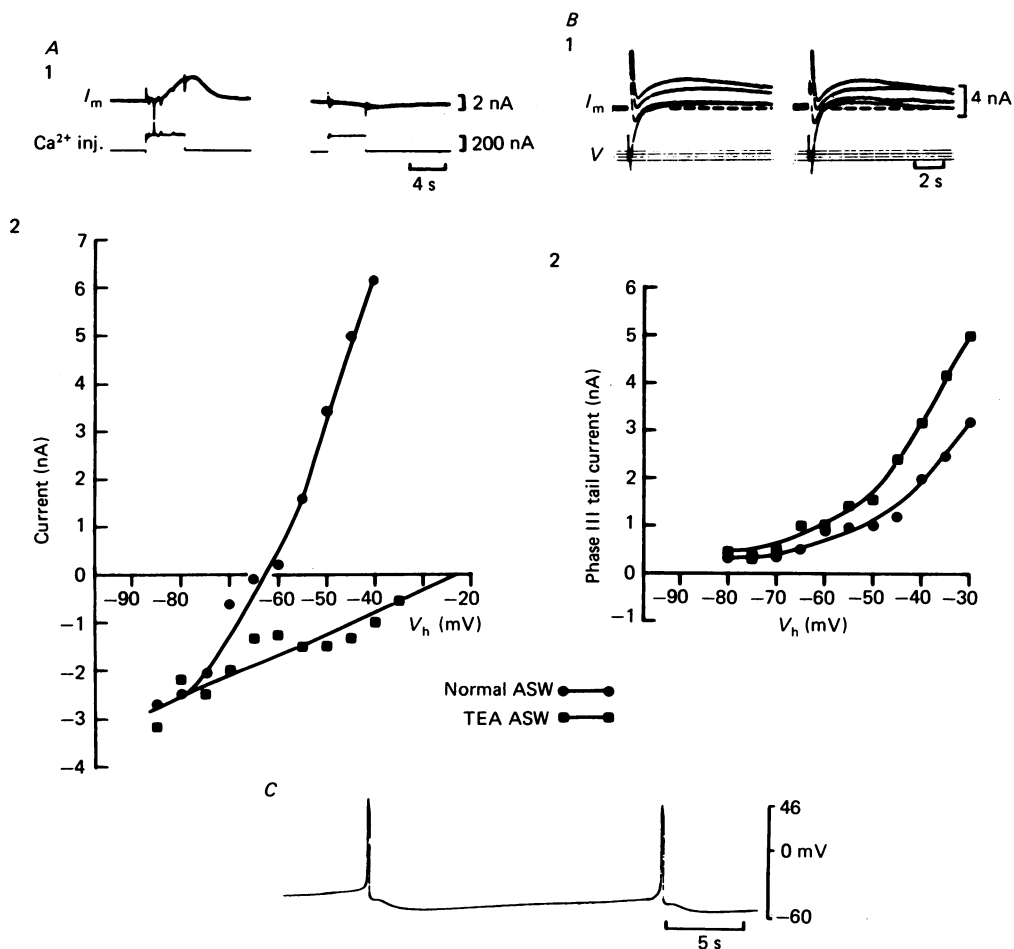 A
1
I_m
2 nA
Ca²⁺ inj.
200 nA
4 s
B
1
I_m
4 nA
V
2 s
2
7
6
5
4
3
2
1
0
−1
−2
−3
−4
Current (nA)
−90 −80 −60 −50 −40 −30 −20
V_h (mV)
2
6
5
4
3
2
1
0
−1
Phase III tail current (nA)
−90 −80 −70 −60 −50 −40 −30
V_h (mV)
Normal ASW
TEA ASW
C
46
0 mV
−60
5 s